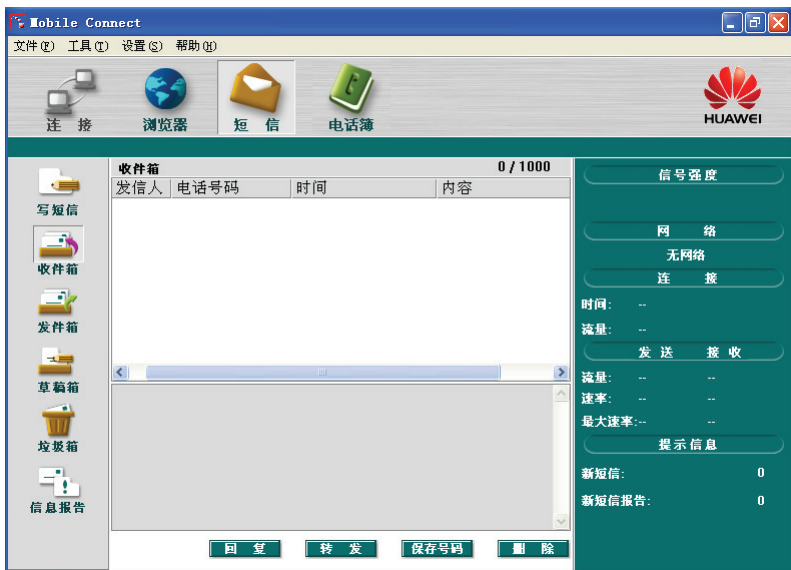 Mobile Connect
文件(F) 工具(T) 设置(S) 帮助(H)
连 接 浏览器 短 信 电话簿
HUAWEI
写短信
收件箱
发件箱
草稿箱
垃圾箱
信息报告
收件箱 0 / 1000
发信人 电话号码 时间 内容
回 复 转 发 保存号码 删 除
信号强度
网 络
无网络
连 接
时间: --
流量: --
发 送 接 收
流量: -- --
速率: -- --
最大速率:-- --
提示信息
新短信: 0
新短信报告: 0